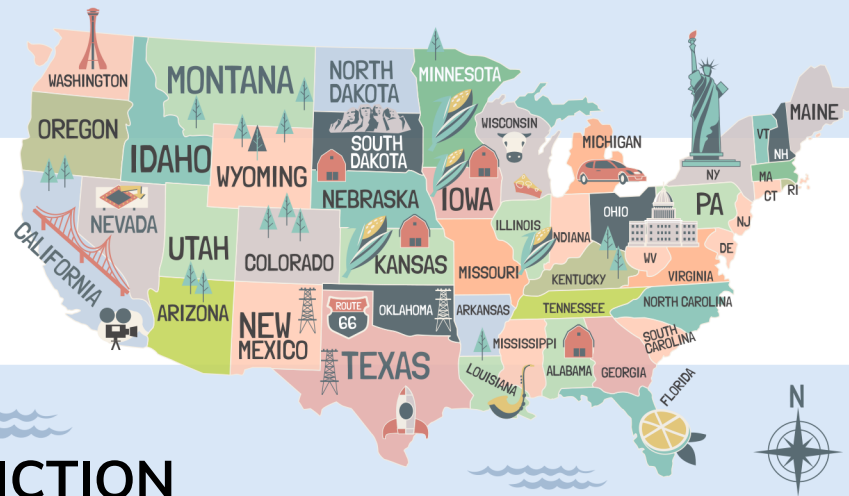 WASHINGTON
MONTANA
NORTH
DAKOTA
MINNESOTA
OREGON
IDAHO
WYOMING
SOUTH
DAKOTA
WISCONSIN
MICHIGAN
MAINE
VT
NH
NY
MA
RI
CT
NEVADA
CALIFORNIA
UTAH
COLORADO
NEBRASKA
IOWA
KANSAS
ILLINOIS
INDIANA
OHIO
PA
NJ
DE
WV
MISSOURI
KENTUCKY
VIRGINIA
ARIZONA
NEW
MEXICO
ROUTE
66
OKLAHOMA
ARKANSAS
TENNESSEE
NORTH CAROLINA
SOUTH
CAROLINA
TEXAS
LOUISIANA
MISSISSIPPI
ALABAMA
GEORGIA
FLORIDA
N
ICTION